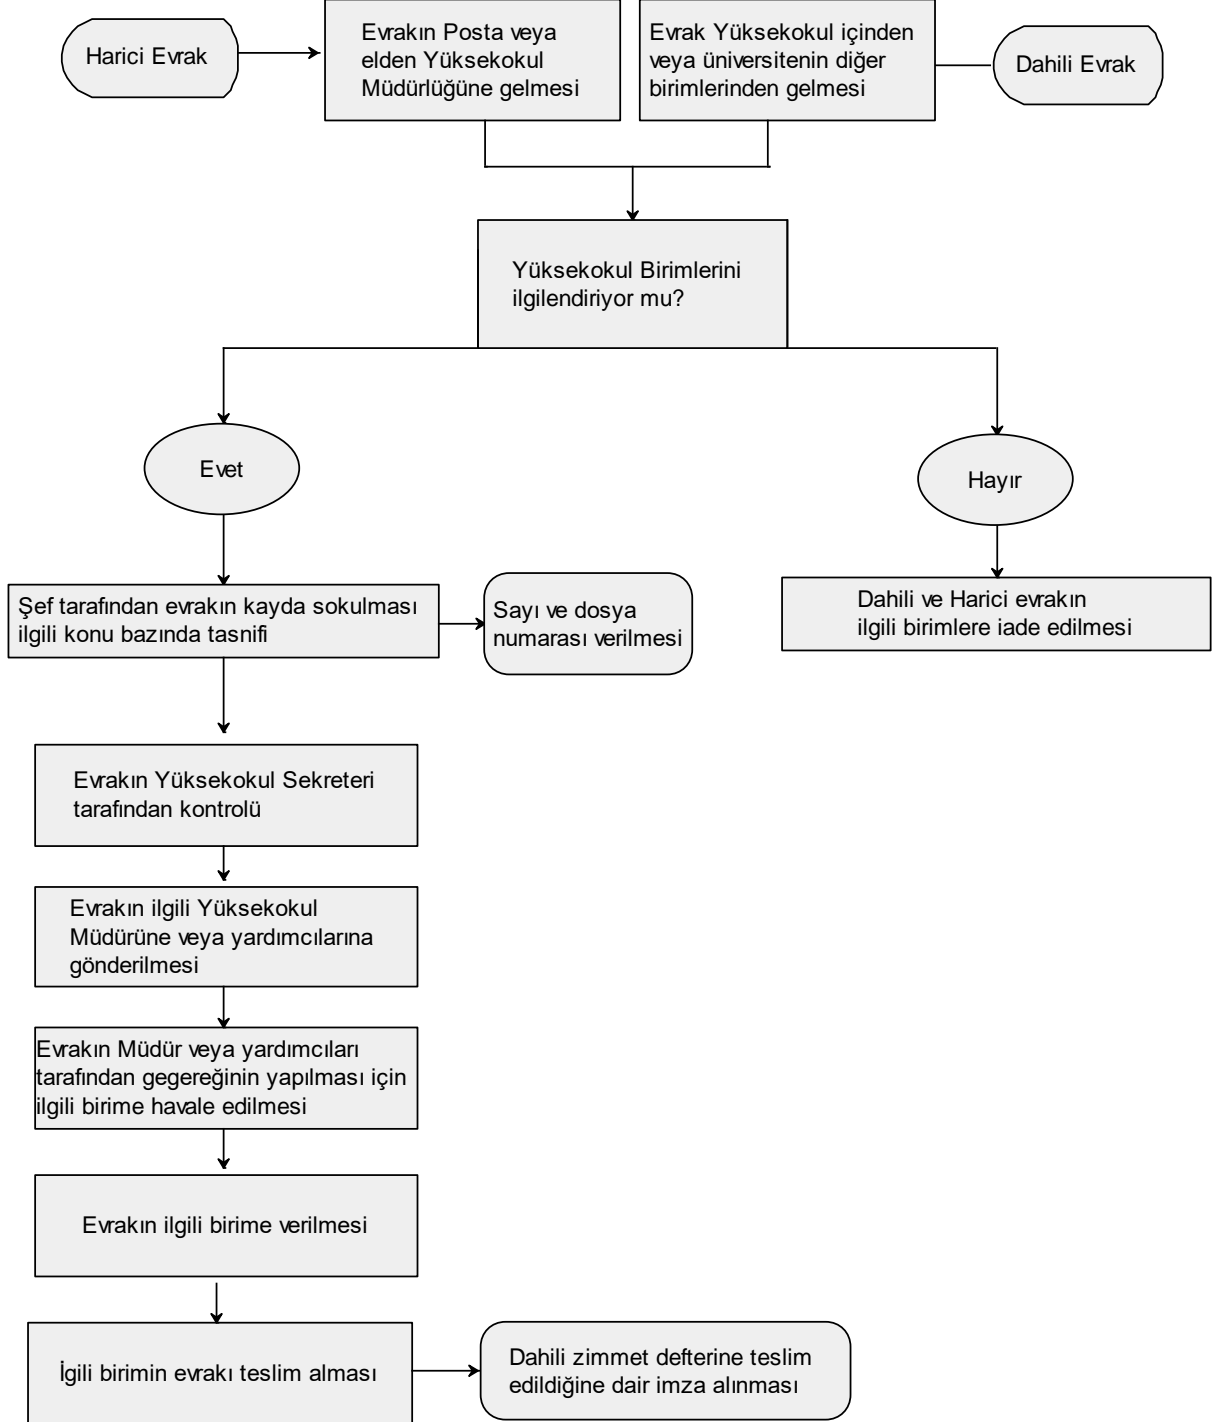 Harici Evrak
Evrakın Posta veya
elden Yüksekokul
Müdürlüğüne gelmesi
Evrak Yüksekokul içinden
veya üniversitenin diğer
birimlerinden gelmesi
Dahili Evrak
Yüksekokul Birimlerini
ilgilendiriyor mu?
Evet
Hayır
Şef tarafından evrakın kayda sokulması
ilgili konu bazında tasnifi
Sayı ve dosya
numarası verilmesi
Dahili ve Harici evrakın
ilgili birimlere iade edilmesi
Evrakın Yüksekokul Sekreteri
tarafından kontrolü
Evrakın ilgili Yüksekokul
Müdürüne veya yardımcılarına
gönderilmesi
Evrakın Müdür veya yardımcıları
tarafından gegereğinin yapılması için
ilgili birime havale edilmesi
Evrakın ilgili birime verilmesi
İgili birimin evrakı teslim alması
Dahili zimmet defterine teslim
edildiğine dair imza alınması